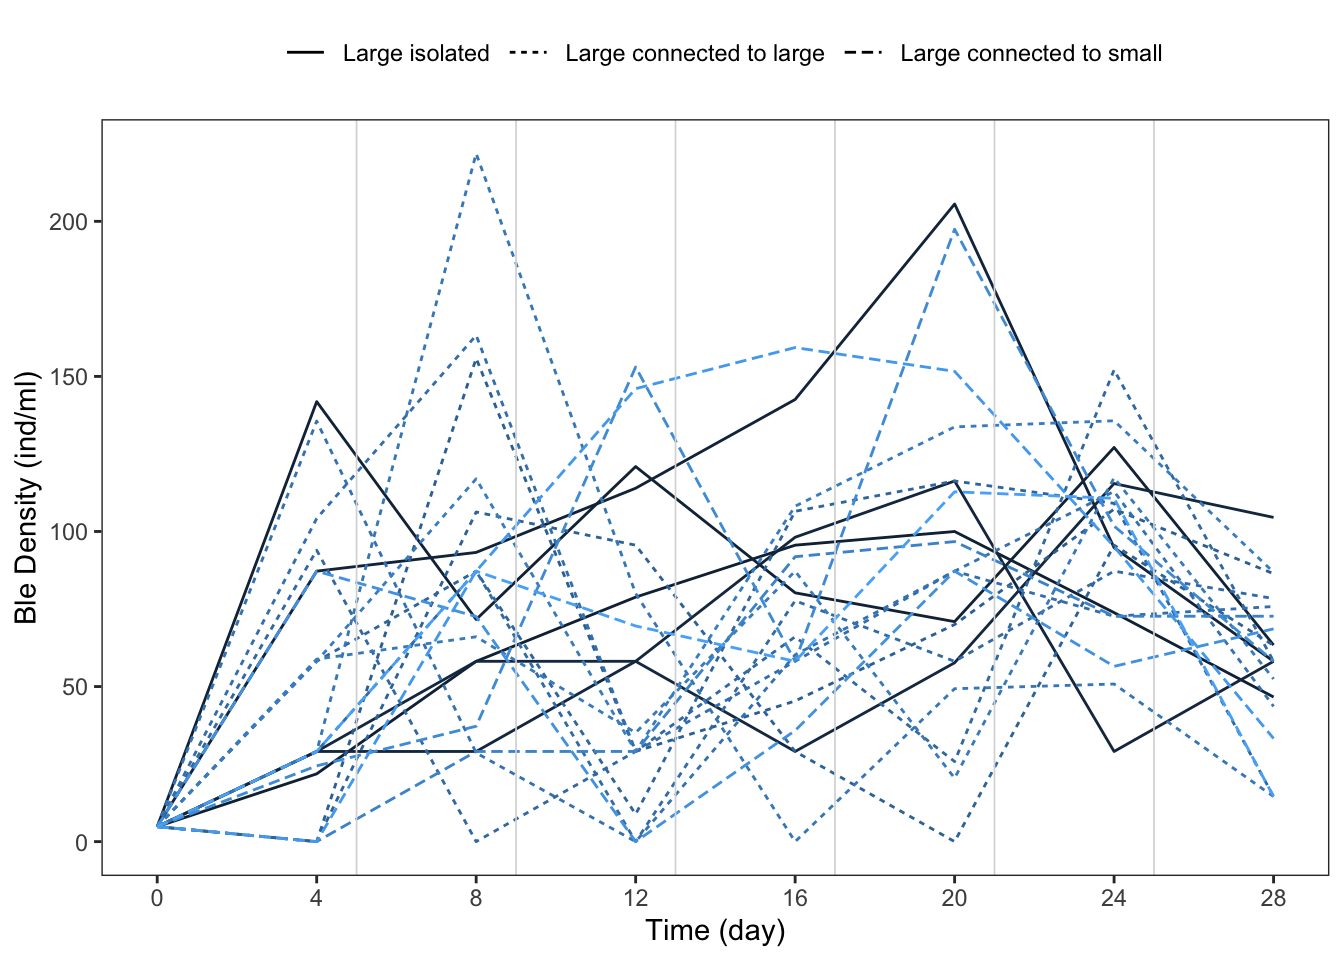 Large isolated Large connected to large Large connected to small
Ble Density (ind/ml)
200
150
100
50
0
0 4 8 12 16 20 24 28
Time (day)